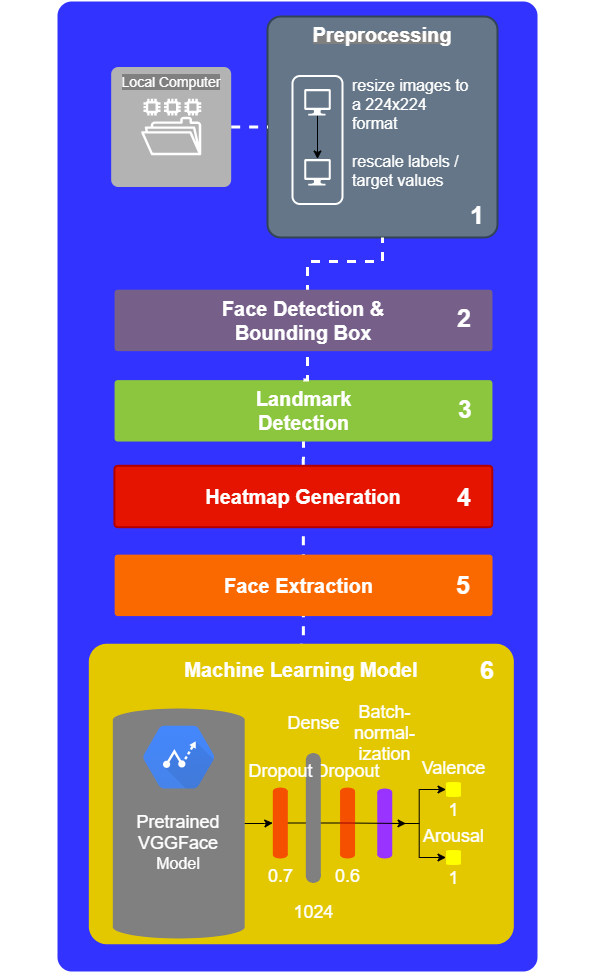 Preprocessing
Local Computer
resize images to
a 224x224
format
rescale labels /
target values
1
Face Detection &
Bounding Box
2
Landmark
Detection
3
Heatmap Generation
4
Face Extraction
5
Machine Learning Model
6
Pretrained
VGGFace
Model
Dropout
0.7
Dense
1024
Dropout
0.6
Batch-
normal-
ization
Valence
1
Arousal
1